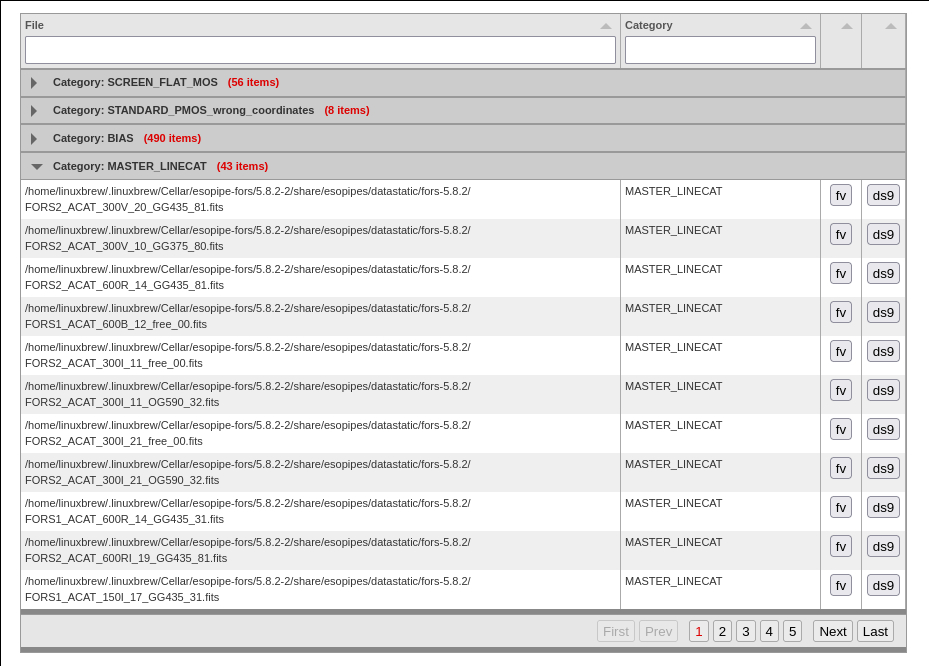 File Category
Category: SCREEN_FLAT_MOS (56 items)
Category: STANDARD_PMOS_wrong_coordinates (8 items)
Category: BIAS (490 items)
Category: MASTER_LINECAT (43 items)
/home/linuxbrew/.linuxbrew/Cellar/esopipe-fors/5.8.2-2/share/esopipes/datastatic/fors-5.8.2/ MASTER_LINECAT fv ds9
FORS2_ACAT_300V_20_GG435_81.fits
/home/linuxbrew/.linuxbrew/Cellar/esopipe-fors/5.8.2-2/share/esopipes/datastatic/fors-5.8.2/ MASTER_LINECAT fv ds9
FORS2_ACAT_300V_10_GG375_80.fits
/home/linuxbrew/.linuxbrew/Cellar/esopipe-fors/5.8.2-2/share/esopipes/datastatic/fors-5.8.2/ MASTER_LINECAT fv ds9
FORS2_ACAT_600R_14_GG435_81.fits
/home/linuxbrew/.linuxbrew/Cellar/esopipe-fors/5.8.2-2/share/esopipes/datastatic/fors-5.8.2/ MASTER_LINECAT fv ds9
FORS1_ACAT_600B_12_free_00.fits
/home/linuxbrew/.linuxbrew/Cellar/esopipe-fors/5.8.2-2/share/esopipes/datastatic/fors-5.8.2/ MASTER_LINECAT fv ds9
FORS2_ACAT_300I_11_free_00.fits
/home/linuxbrew/.linuxbrew/Cellar/esopipe-fors/5.8.2-2/share/esopipes/datastatic/fors-5.8.2/ MASTER_LINECAT fv ds9
FORS2_ACAT_300I_11_OG590_32.fits
/home/linuxbrew/.linuxbrew/Cellar/esopipe-fors/5.8.2-2/share/esopipes/datastatic/fors-5.8.2/ MASTER_LINECAT fv ds9
FORS2_ACAT_300I_21_free_00.fits
/home/linuxbrew/.linuxbrew/Cellar/esopipe-fors/5.8.2-2/share/esopipes/datastatic/fors-5.8.2/ MASTER_LINECAT fv ds9
FORS2_ACAT_300I_21_OG590_32.fits
/home/linuxbrew/.linuxbrew/Cellar/esopipe-fors/5.8.2-2/share/esopipes/datastatic/fors-5.8.2/ MASTER_LINECAT fv ds9
FORS1_ACAT_600R_14_GG435_31.fits
/home/linuxbrew/.linuxbrew/Cellar/esopipe-fors/5.8.2-2/share/esopipes/datastatic/fors-5.8.2/ MASTER_LINECAT fv ds9
FORS2_ACAT_600RI_19_GG435_81.fits
/home/linuxbrew/.linuxbrew/Cellar/esopipe-fors/5.8.2-2/share/esopipes/datastatic/fors-5.8.2/ MASTER_LINECAT fv ds9
FORS1_ACAT_150I_17_GG435_31.fits
First Prev 1 2 3 4 5 Next Last